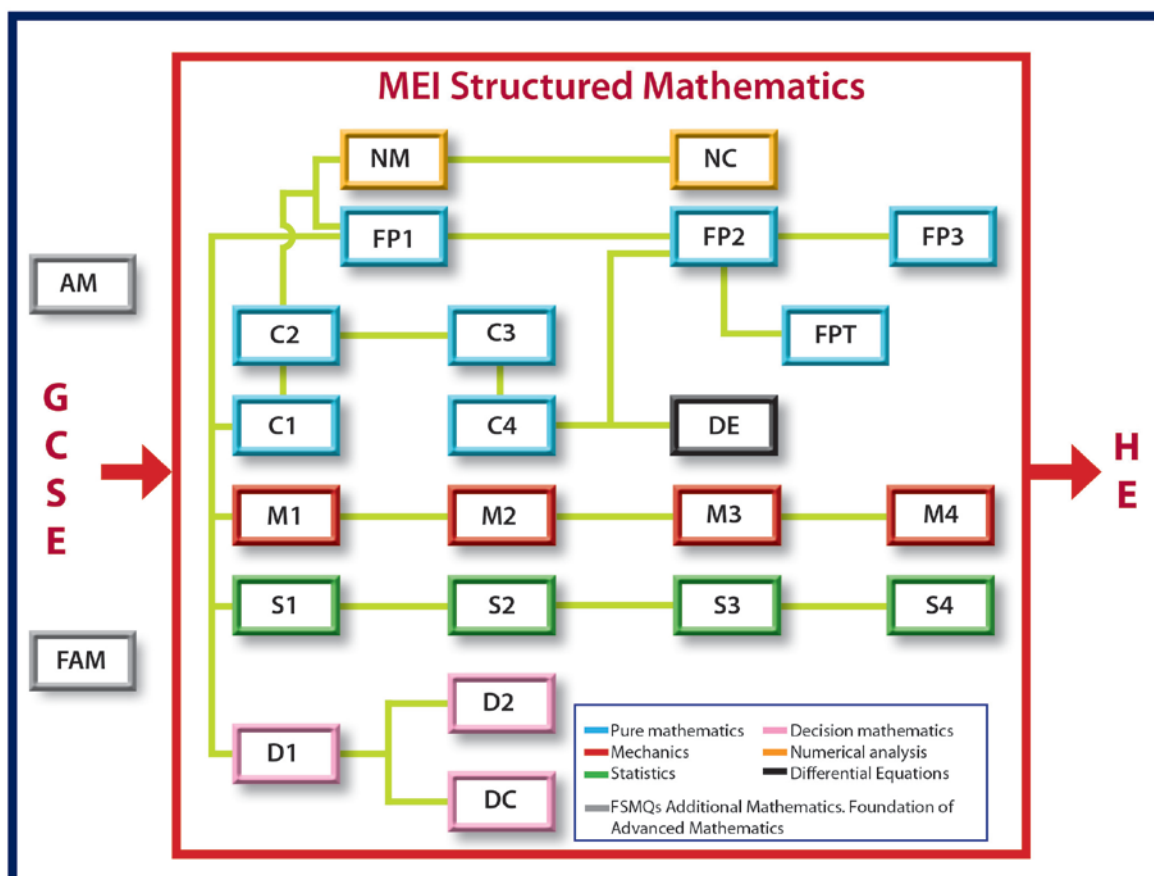 MEI Structured Mathematics
NM
NC
FP1
FP2
FP3
AM
C2
C3
FPT
G
C
S
E
C1
C4
DE
H
E
M1
M2
M3
M4
S1
S2
S3
S4
FAM
D2
D1
DC
Pure mathematics
Decision mathematics
Mechanics
Numerical analysis
Statistics
Differential Equations
FSMQs Additional Mathematics. Foundation of
Advanced Mathematics